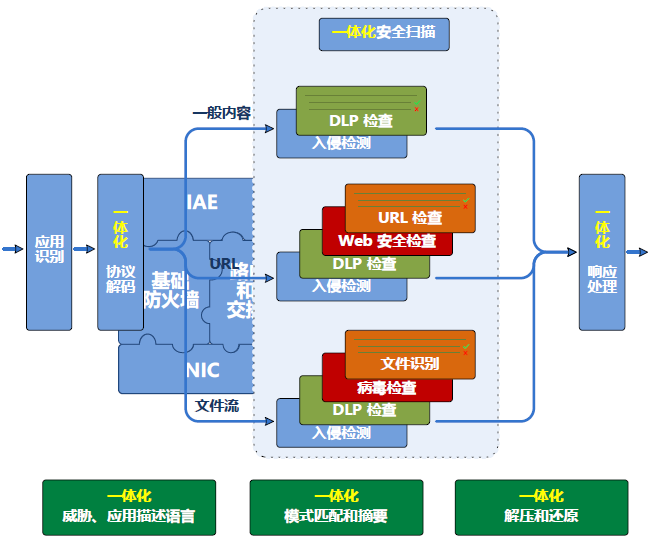 一体化安全扫描
一般内容
DLP 检查
入侵检测
应用
识别
一体化
协议
解码
IAE
基础
防火墙
和
NIC
URL
URL 检查
Web 安全检查
DLP 检查
入侵检测
文件流
文件识别
病毒检查
DLP 检查
入侵检测
一体化
响应
处理
一体化
威胁、应用描述语言
一体化
模式匹配和摘要
一体化
解压和还原